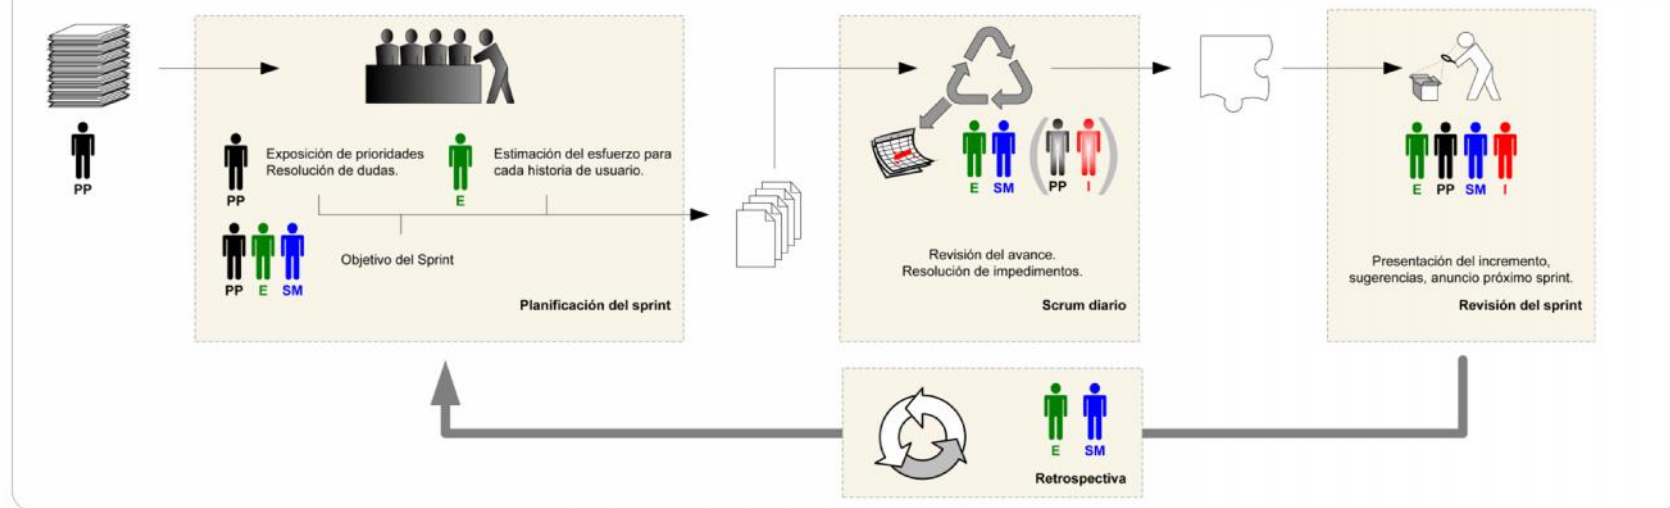 PP
Exposición de prioridades
Resolución de dudas.
PP
Estimación del esfuerzo para
cada historia de usuario.
E
Objetivo del Sprint
PP E SM
Planificación del sprint
E SM PP I
Revisión del avance.
Resolución de impedimentos.
Scrum diario
E PP SM I
Presentación del incremento,
sugerencias, anuncio próximo sprint.
Revisión del sprint
E SM
Retrospectiva